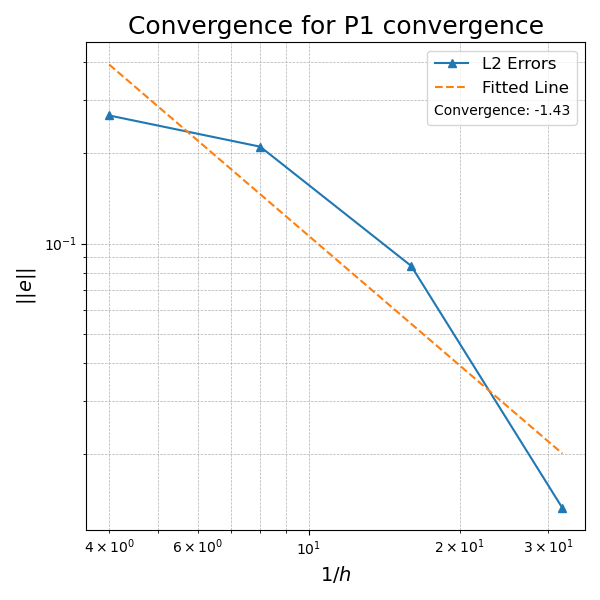 Convergence for P1 convergence
L2 Errors
Fitted Line
Convergence: -1.43
||e||
10⁻¹
4 × 10⁰
6 × 10⁰
10¹
2 × 10¹
3 × 10¹
1/h